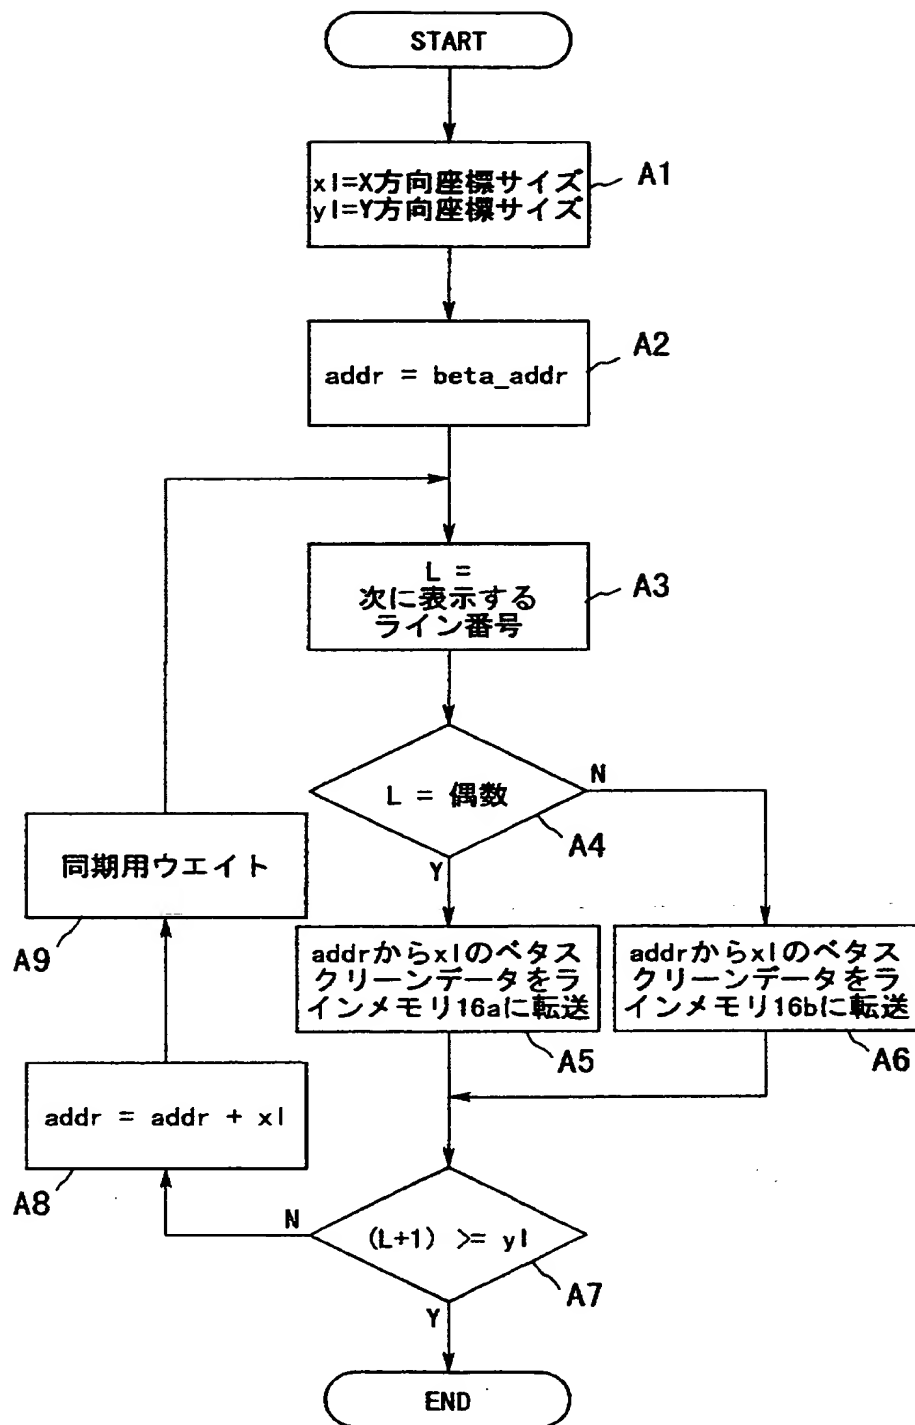 START
xl=X方向座標サイズ
yl=Y方向座標サイズ
A1
addr = beta_addr
A2
L =
次に表示する
ライン番号
A3
L = 偶数
N
A4
Y
同期用ウエイト
A9
addrからxlのベタス
クリーンデータをラ
インメモリ16aに転送
A5
addrからxlのベタス
クリーンデータをラ
インメモリ16bに転送
A6
addr = addr + xl
A8
N
(L+1) >= yl
A7
Y
END